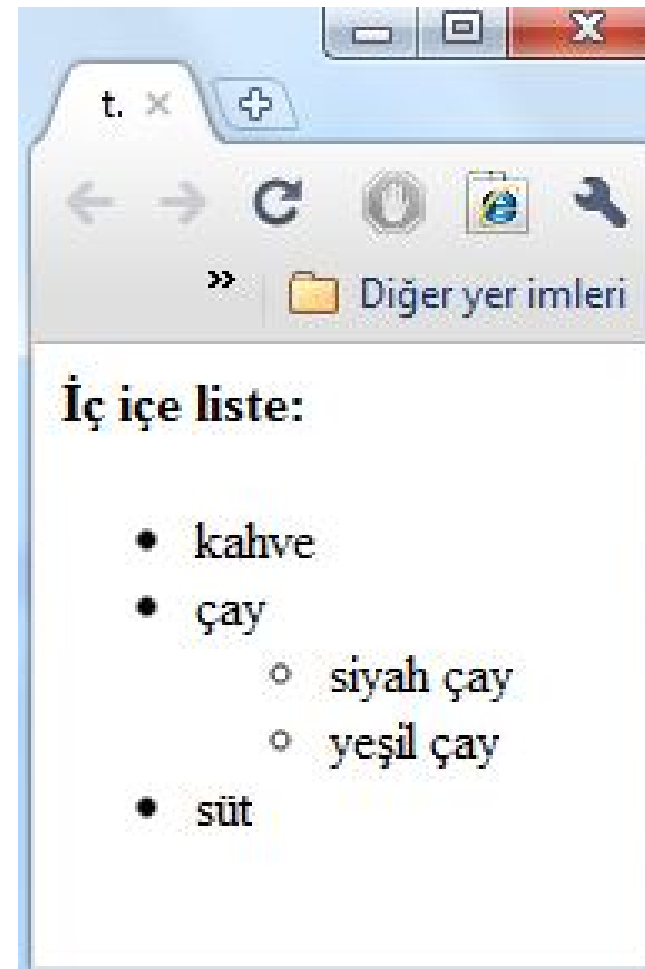 t.
» Diğer yer imleri
İç içe liste:
• kahve
• çay
○ siyah çay
○ yeşil çay
• süt